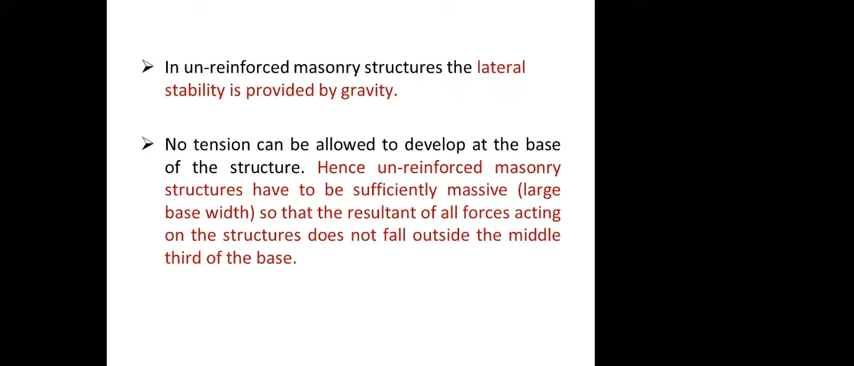 ➢ In un-reinforced masonry structures the lateral
stability is provided by gravity.
➢ No tension can be allowed to develop at the base
of the structure. Hence un-reinforced masonry
structures have to be sufficiently massive (large
base width) so that the resultant of all forces acting
on the structures does not fall outside the middle
third of the base.